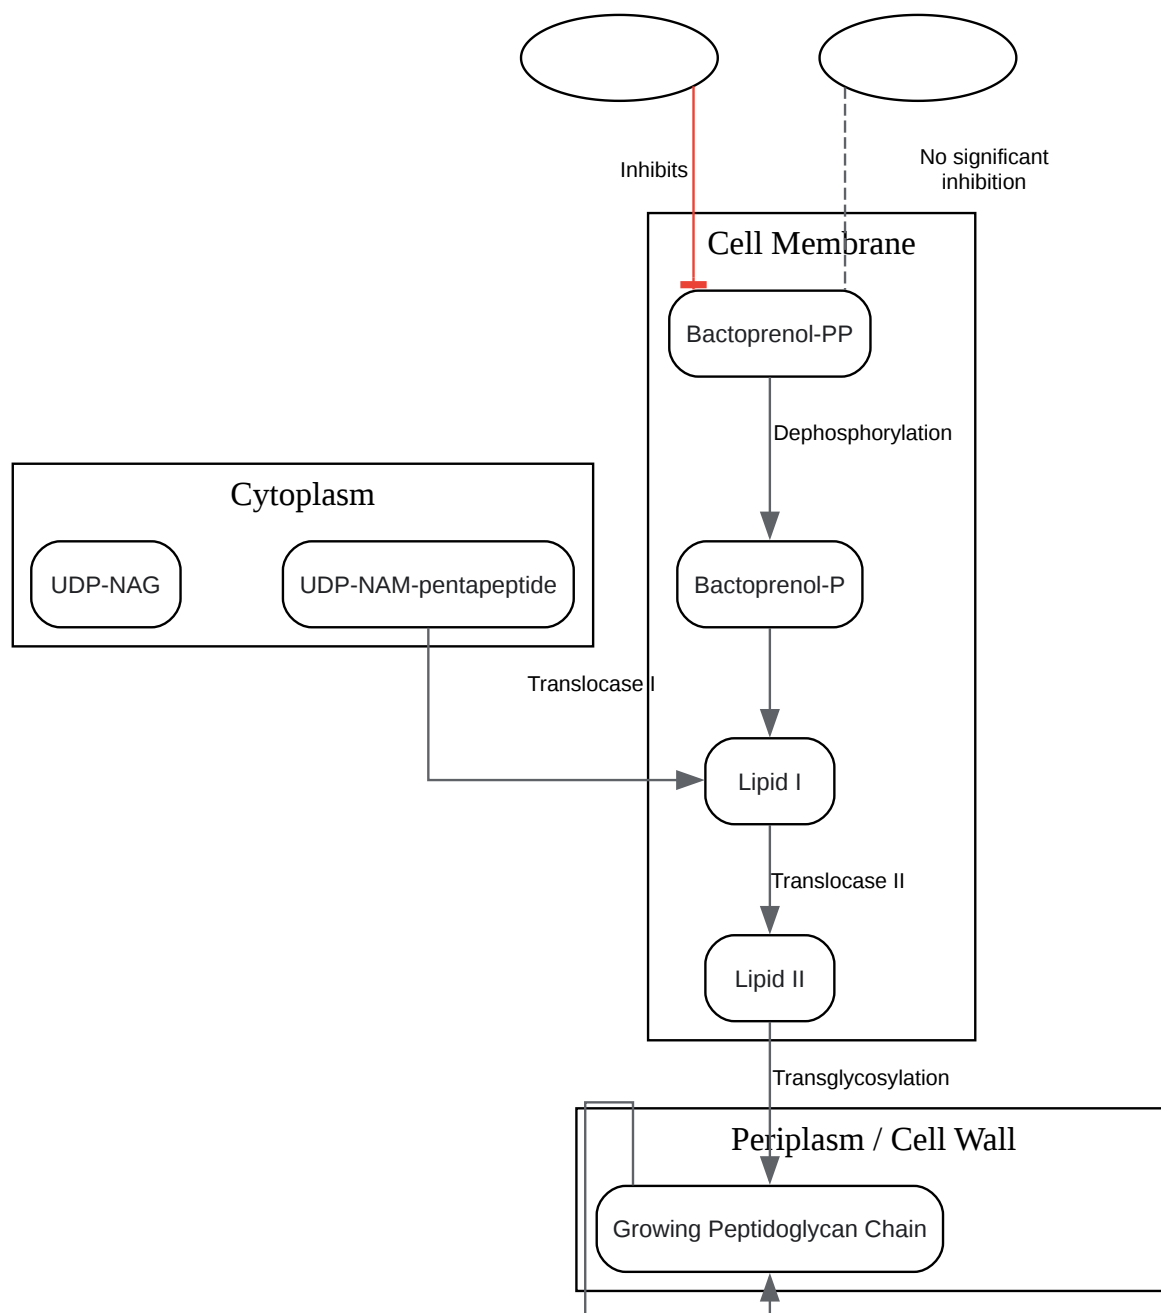 Inhibits
No significant
inhibition
Cell Membrane
Bactoprenol-PP
Dephosphorylation
Cytoplasm
UDP-NAG
UDP-NAM-pentapeptide
Bactoprenol-P
Translocase I
Lipid I
Translocase II
Lipid II
Transglycosylation
Periplasm / Cell Wall
Growing Peptidoglycan Chain